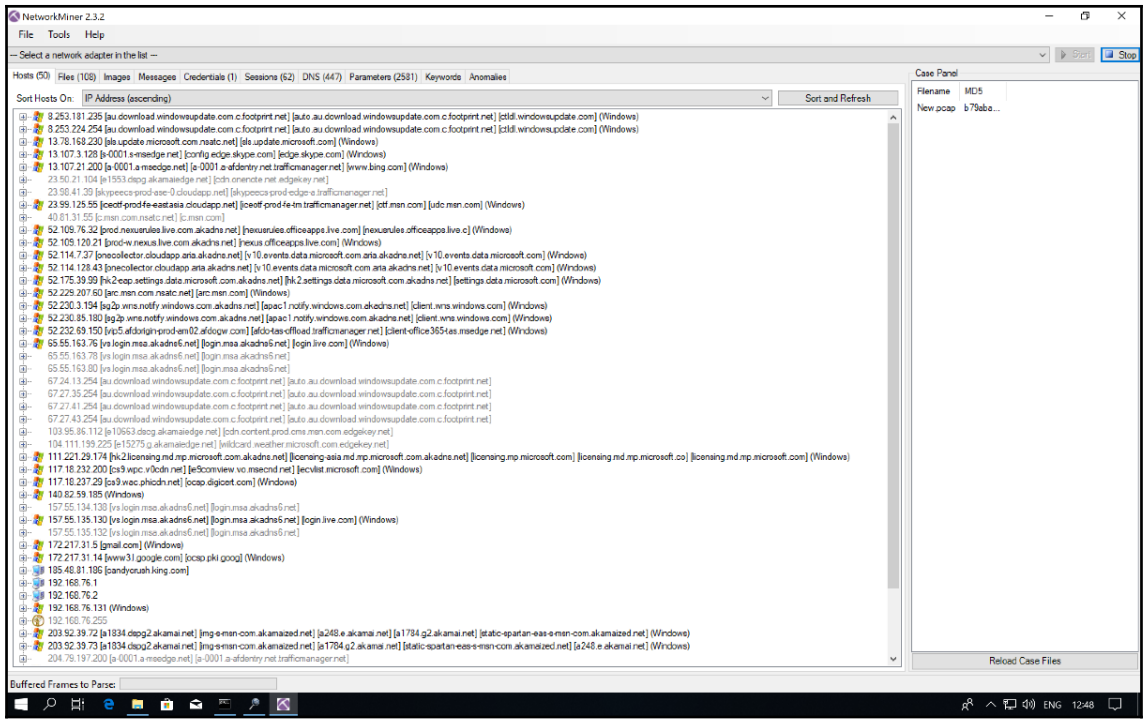 NetworkMiner 2.3.2
File Tools Help
--- Select a network adapter in the list ---
Start Stop
Hosts (50) Files (108) Images Messages Credentials (1) Sessions (62) DNS (447) Parameters (2581) Keywords Anomalies
Sort Hosts On: IP Address (ascending) Sort and Refresh
8.253.181.235 [au.download.windowsupdate.com.c.footprint.net] [auto.au.download.windowsupdate.com.c.footprint.net] [ctldl.windowsupdate.com] (Windows)
8.253.224.254 [au.download.windowsupdate.com.c.footprint.net] [auto.au.download.windowsupdate.com.c.footprint.net] [ctldl.windowsupdate.com] (Windows)
13.78.168.230 [sls.update.microsoft.com.nsatc.net] [sls.update.microsoft.com] (Windows)
13.107.3.128 [s-0001.s-msedge.net] [config.edge.skype.com] [edge.skype.com] (Windows)
13.107.21.200 [a-0001.a-msedge.net] [a-0001.a-afdentry.net.trafficmanager.net] [www.bing.com] (Windows)
23.50.21.104 [e1553.dspg.akamaiedge.net] [cdn.onenote.net.edgekey.net]
23.98.41.39 [skypeecs-prod-ase-0.cloudapp.net] [skypeecs-prod-edge-a.trafficmanager.net]
23.99.125.55 [iceotf-prod-fe-eastasia.cloudapp.net] [iceotf-prod-fe-tm.trafficmanager.net] [otf.msn.com] [udc.msn.com] (Windows)
40.81.31.55 [c.msn.com.nsatc.net] [c.msn.com]
52.109.76.32 [prod.nexusrules.live.com.akadns.net] [nexusrules.officeapps.live.com] [nexusrules.officeapps.live.c] (Windows)
52.109.120.21 [prod-w.nexus.live.com.akadns.net] [nexus.officeapps.live.com] (Windows)
52.114.7.37 [onecollector.cloudapp.aria.akadns.net] [v10.events.data.microsoft.com.aria.akadns.net] [v10.events.data.microsoft.com] (Windows)
52.114.128.43 [onecollector.cloudapp.aria.akadns.net] [v10.events.data.microsoft.com.aria.akadns.net] [v10.events.data.microsoft.com] (Windows)
52.175.39.99 [hk2-eap.settings.data.microsoft.com.akadns.net] [hk2.settings.data.microsoft.com.akadns.net] [settings.data.microsoft.com] (Windows)
52.229.207.60 [arc.msn.com.nsatc.net] [arc.msn.com] (Windows)
52.230.3.194 [sg2p.wns.notify.windows.com.akadns.net] [apac1.notify.windows.com.akadns.net] [client.wns.windows.com] (Windows)
52.230.85.180 [sg2p.wns.notify.windows.com.akadns.net] [apac1.notify.windows.com.akadns.net] [client.wns.windows.com] (Windows)
52.232.69.150 [vip5.afdorigin-prod-am02.afdogw.com] [afdo-tas-offload.trafficmanager.net] [client-office365-tas.msedge.net] (Windows)
65.55.163.76 [vs.login.msa.akadns6.net] [login.msa.akadns6.net] [login.live.com] (Windows)
65.55.163.78 [vs.login.msa.akadns6.net] [login.msa.akadns6.net]
65.55.163.80 [vs.login.msa.akadns6.net] [login.msa.akadns6.net]
67.24.13.254 [au.download.windowsupdate.com.c.footprint.net] [auto.au.download.windowsupdate.com.c.footprint.net]
67.27.35.254 [au.download.windowsupdate.com.c.footprint.net] [auto.au.download.windowsupdate.com.c.footprint.net]
67.27.41.254 [au.download.windowsupdate.com.c.footprint.net] [auto.au.download.windowsupdate.com.c.footprint.net]
67.27.43.254 [au.download.windowsupdate.com.c.footprint.net] [auto.au.download.windowsupdate.com.c.footprint.net]
103.95.86.112 [e10663.dscg.akamaiedge.net] [cdn.content.prod.cms.msn.com.edgekey.net]
104.111.199.225 [e15275.g.akamaiedge.net] [wildcard.weather.microsoft.com.edgekey.net]
111.221.29.174 [hk2.licensing.md.mp.microsoft.com.akadns.net] [licensing-asia.md.mp.microsoft.com.akadns.net] [licensing.mp.microsoft.com] [licensing.md.mp.microsoft.co] [licensing.md.mp.microsoft.com] (Windows)
117.18.232.200 [cs9.wpc.v0cdn.net] [ie9comview.vo.msecnd.net] [iecvlist.microsoft.com] (Windows)
117.18.237.29 [cs9.wac.phicdn.net] [ocsp.digicert.com] (Windows)
140.82.59.185 (Windows)
157.55.134.138 [vs.login.msa.akadns6.net] [login.msa.akadns6.net]
157.55.135.130 [vs.login.msa.akadns6.net] [login.msa.akadns6.net] [login.live.com] (Windows)
157.55.135.132 [vs.login.msa.akadns6.net] [login.msa.akadns6.net]
172.217.31.5 [gmail.com] (Windows)
172.217.31.14 [www3.l.google.com] [ocsp.pki.goog] (Windows)
185.48.81.186 [candycrush.king.com]
192.168.76.1
192.168.76.2
192.168.76.131 (Windows)
192.168.76.255
203.92.39.72 [a1834.dspg2.akamai.net] [img-s-msn-com.akamaized.net] [a248.e.akamai.net] [a1784.g2.akamai.net] [static-spartan-eas-s-msn-com.akamaized.net] (Windows)
203.92.39.73 [a1834.dspg2.akamai.net] [img-s-msn-com.akamaized.net] [a1784.g2.akamai.net] [static-spartan-eas-s-msn-com.akamaized.net] [a248.e.akamai.net] (Windows)
204.79.197.200 [a-0001.a-msedge.net] [a-0001.a-afdentry.net.trafficmanager.net]
Case Panel
Filename MD5
New.pcap b79aba...
Reload Case Files
Buffered Frames to Parse:
ENG 12:48